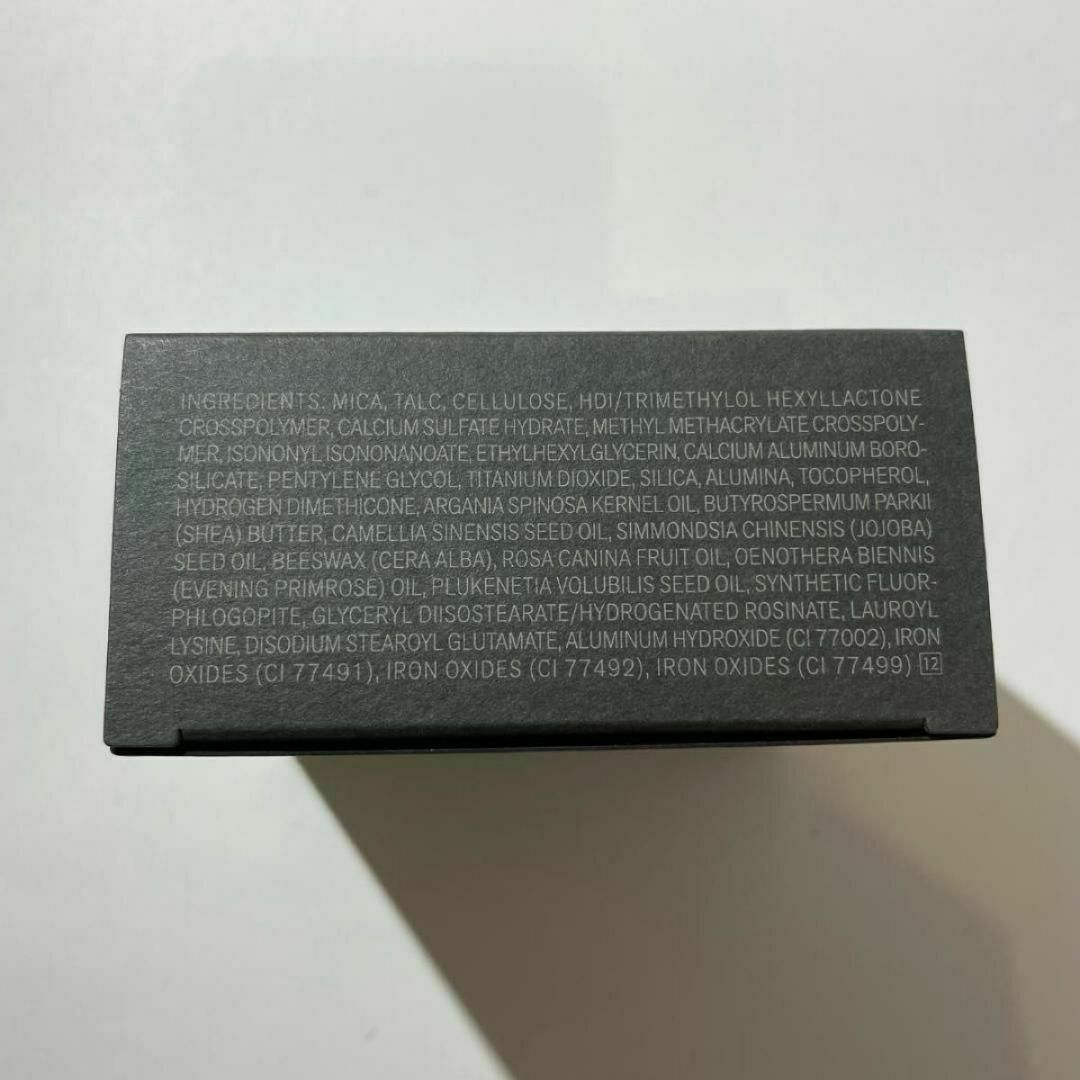 INGREDIENTS: MICA, TALC, CELLULOSE, HDI/TRIMETHYLOL HEXYLLACTONE
CROSSPOLYMER, CALCIUM SULFATE HYDRATE, METHYL METHACRYLATE CROSSPOLY-
MER, ISONONYL ISONONANOATE, ETHYLHEXYLGLYCERIN, CALCIUM ALUMINUM BORO-
SILICATE, PENTYLENE GLYCOL, TITANIUM DIOXIDE, SILICA, ALUMINA, TOCOPHEROL,
HYDROGEN DIMETHICONE, ARGANIA SPINOSA KERNEL OIL, BUTYROSPERMUM PARKII
(SHEA) BUTTER, CAMELLIA SINENSIS SEED OIL, SIMMONDSIA CHINENSIS (JOJOBA)
SEED OIL, BEESWAX (CERA ALBA), ROSA CANINA FRUIT OIL, OENOTHERA BIENNIS
(EVENING PRIMROSE) OIL, PLUKENETIA VOLUBILIS SEED OIL, SYNTHETIC FLUOR-
PHLOGOPITE, GLYCERYL DIISOSTEARATE/HYDROGENATED ROSINATE, LAUROYL
LYSINE, DISODIUM STEAROYL GLUTAMATE, ALUMINUM HYDROXIDE (CI 77002), IRON
OXIDES (CI 77491), IRON OXIDES (CI 77492), IRON OXIDES (CI 77499) 12